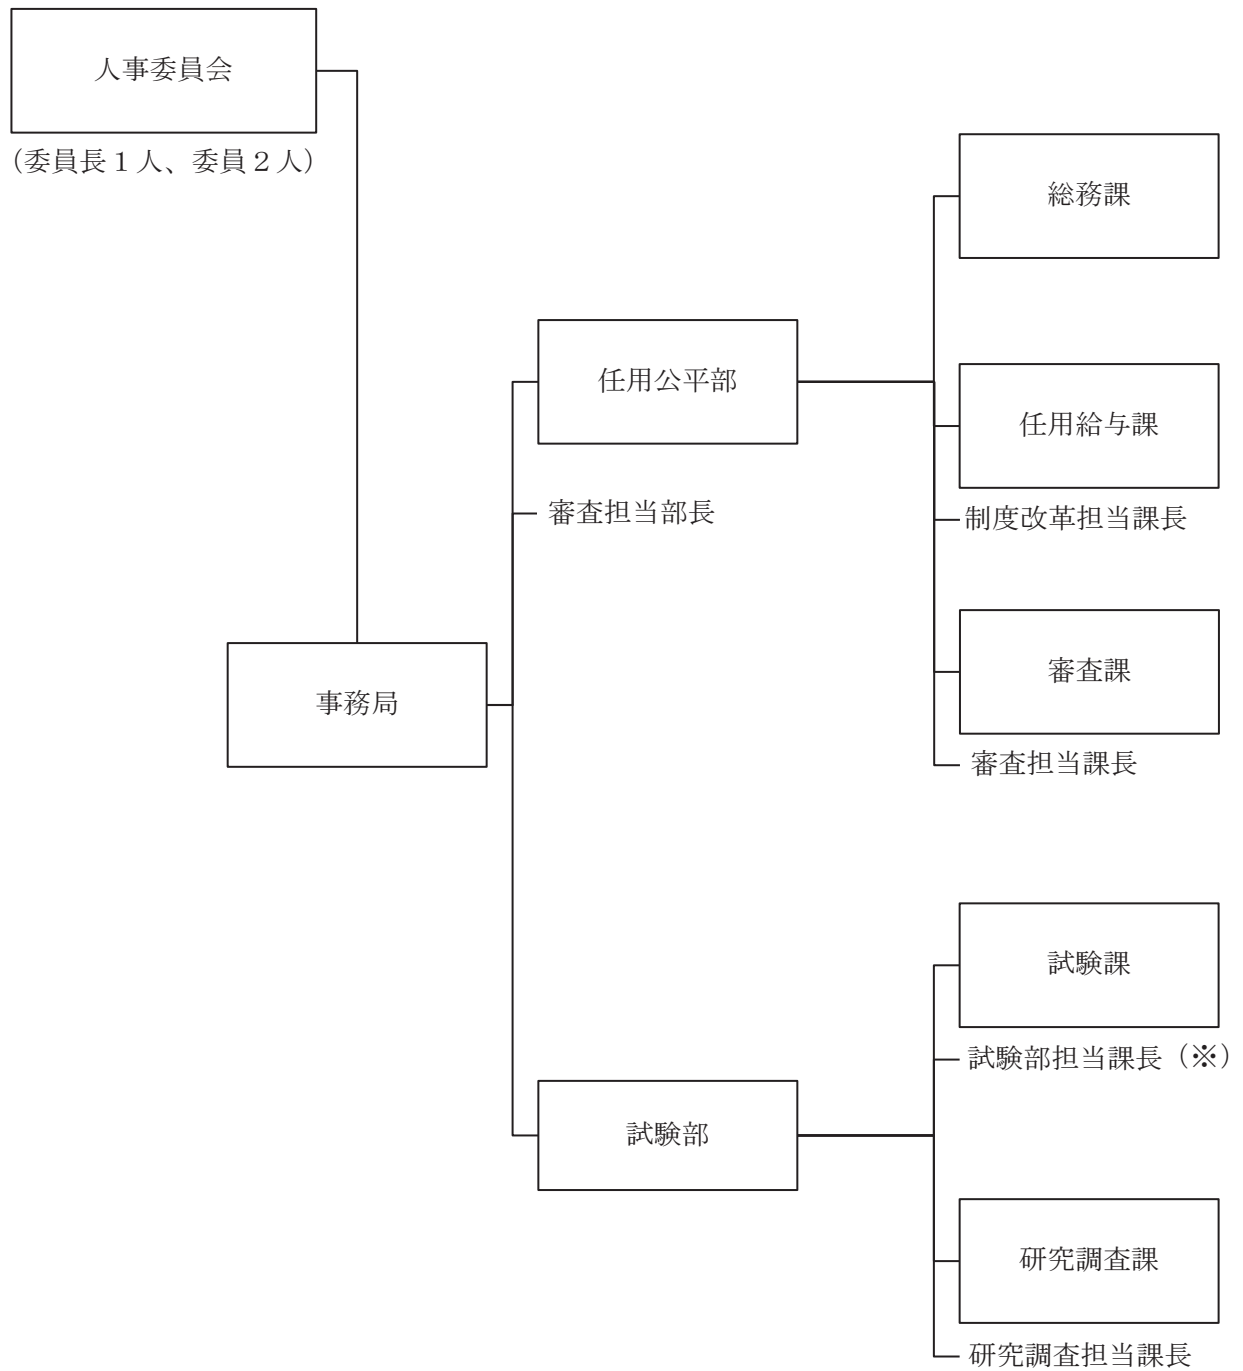 人事委員会
(委員長1人、委員2人)
総務課
任用公平部
任用給与課
審査担当部長
制度改革担当課長
審査課
事務局
審査担当課長
試験課
試験部担当課長(※)
試験部
研究調査課
研究調査担当課長